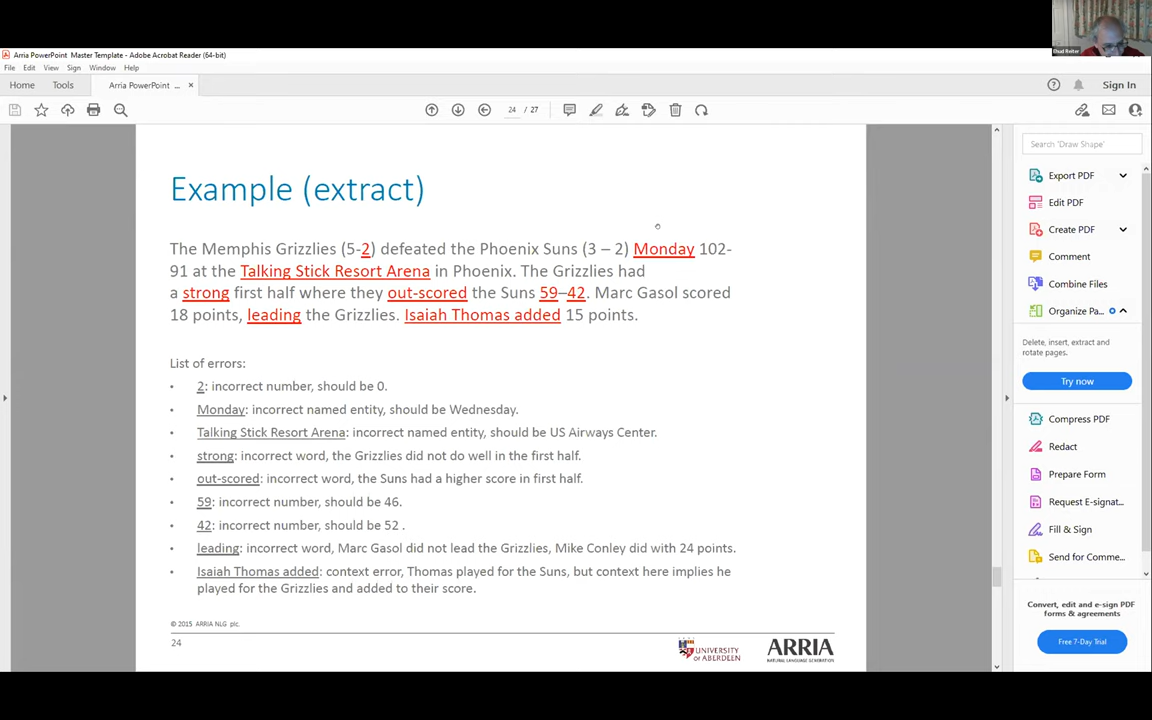 Ehud Reiter
Arria PowerPoint Master Template - Adobe Acrobat Reader (64-bit)
File Edit View Sign Window Help
Home Tools Arria PowerPoint ... × Sign In
24 / 27
Search 'Draw Shape'
Export PDF
Edit PDF
Create PDF
Comment
Combine Files
Organize Pa...
Delete, insert, extract and
rotate pages.
Try now
Compress PDF
Redact
Prepare Form
Request E-signat...
Fill & Sign
Send for Comme...
Convert, edit and e-sign PDF
forms & agreements
Free 7-Day Trial
Example (extract)
The Memphis Grizzlies (5-2) defeated the Phoenix Suns (3 – 2) Monday 102-
91 at the Talking Stick Resort Arena in Phoenix. The Grizzlies had
a strong first half where they out-scored the Suns 59–42. Marc Gasol scored
18 points, leading the Grizzlies. Isaiah Thomas added 15 points.
List of errors:
• 2: incorrect number, should be 0.
• Monday: incorrect named entity, should be Wednesday.
• Talking Stick Resort Arena: incorrect named entity, should be US Airways Center.
• strong: incorrect word, the Grizzlies did not do well in the first half.
• out-scored: incorrect word, the Suns had a higher score in first half.
• 59: incorrect number, should be 46.
• 42: incorrect number, should be 52 .
• leading: incorrect word, Marc Gasol did not lead the Grizzlies, Mike Conley did with 24 points.
• Isaiah Thomas added: context error, Thomas played for the Suns, but context here implies he
played for the Grizzlies and added to their score.
© 2015 ARRIA NLG plc.
24
UNIVERSITY
OF ABERDEEN
ARRIA
NATURAL LANGUAGE GENERATION